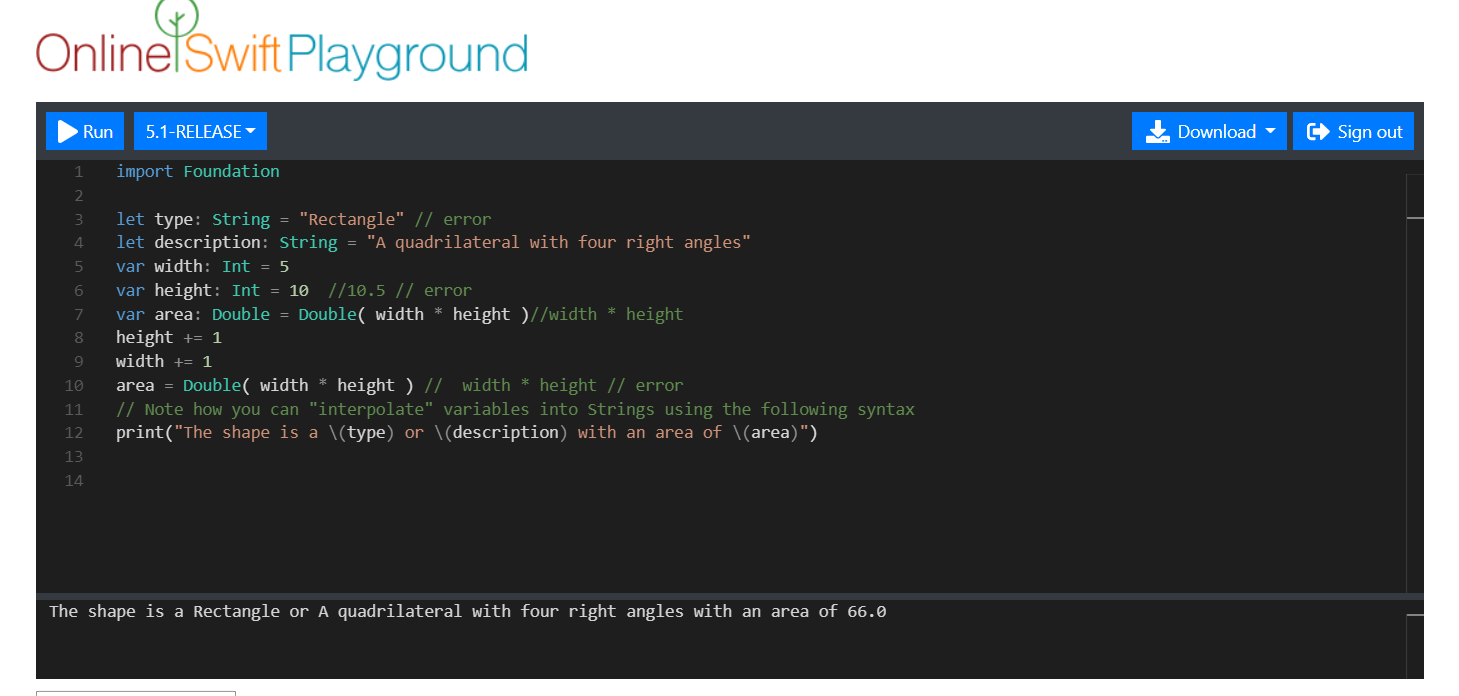 Online Swift Playground
Run 5.1-RELEASE Download Sign out
1 import Foundation
2
3 let type: String = "Rectangle" // error
4 let description: String = "A quadrilateral with four right angles"
5 var width: Int = 5
6 var height: Int = 10  //10.5 // error
7 var area: Double = Double( width * height )//width * height
8 height += 1
9 width += 1
10 area = Double( width * height ) //  width * height // error
11 // Note how you can "interpolate" variables into Strings using the following syntax
12 print("The shape is a \(type) or \(description) with an area of \(area)")
13
14
The shape is a Rectangle or A quadrilateral with four right angles with an area of 66.0